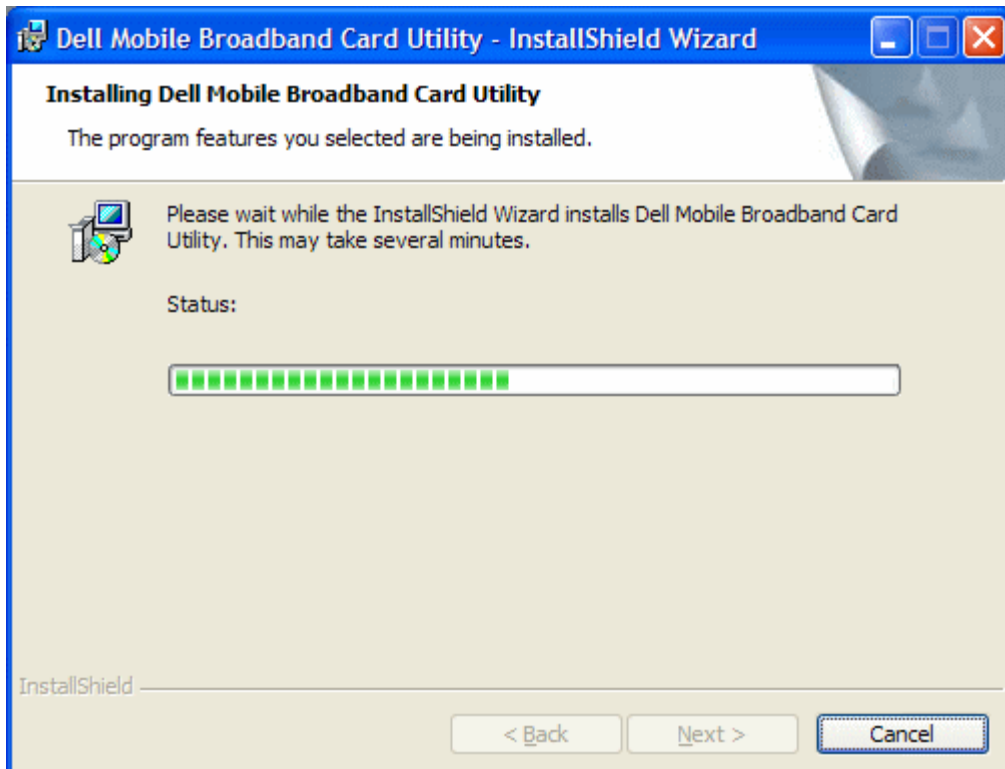 Dell Mobile Broadband Card Utility - InstallShield Wizard
Installing Dell Mobile Broadband Card Utility
The program features you selected are being installed.
Please wait while the InstallShield Wizard installs Dell Mobile Broadband Card
Utility. This may take several minutes.
Status:
InstallShield
< Back
Next >
Cancel